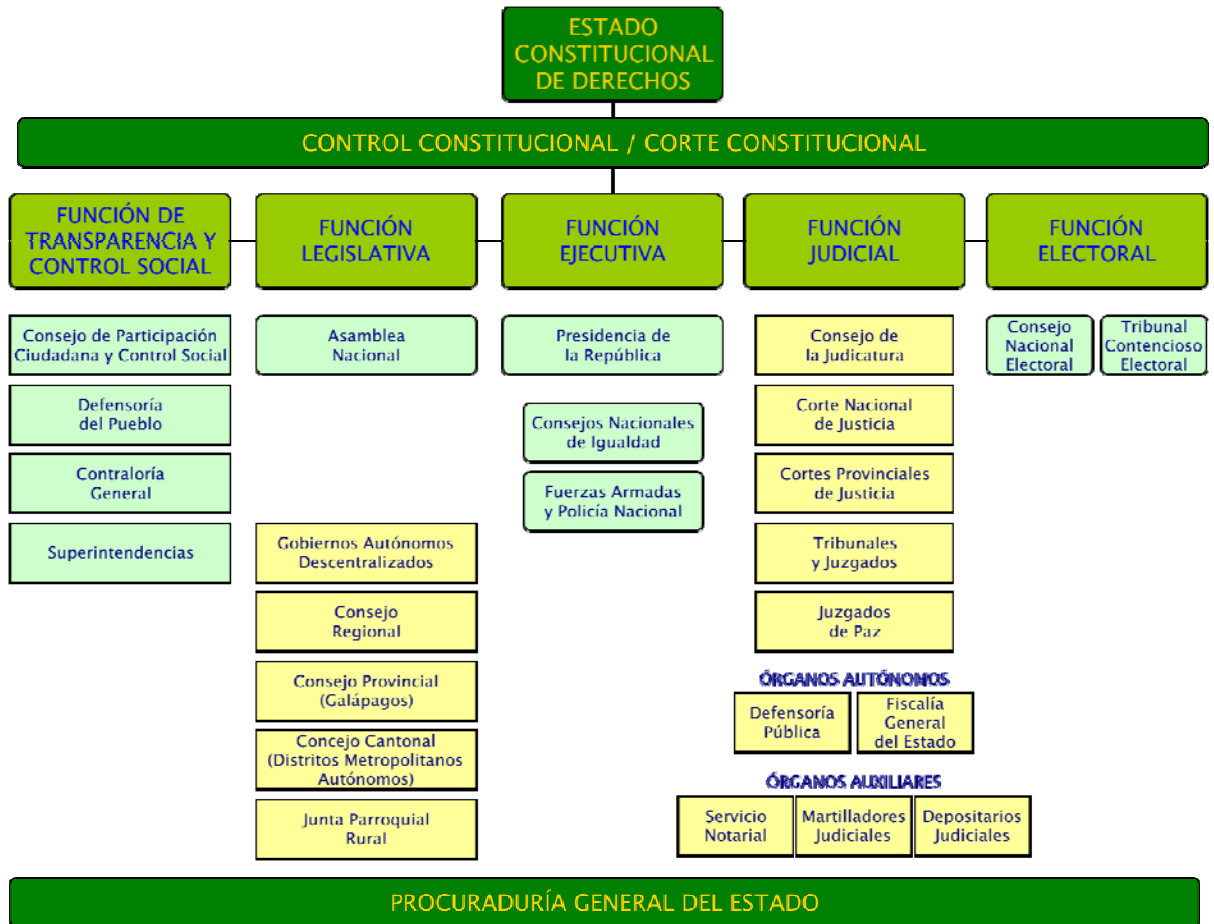 ESTADO
CONSTITUCIONAL
DE DERECHOS
CONTROL CONSTITUCIONAL / CORTE CONSTITUCIONAL
FUNCIÓN DE
TRANSPARENCIA Y
CONTROL SOCIAL
FUNCIÓN
LEGISLATIVA
FUNCIÓN
EJECUTIVA
FUNCIÓN
JUDICIAL
FUNCIÓN
ELECTORAL
Consejo de Participación
Ciudadana y Control Social
Defensoría
del Pueblo
Contraloría
General
Superintendencias
Asamblea
Nacional
Gobiernos Autónomos
Descentralizados
Consejo
Regional
Consejo Provincial
(Galápagos)
Concejo Cantonal
(Distritos Metropolitanos
Autónomos)
Junta Parroquial
Rural
Presidencia de
la República
Consejos Nacionales
de Igualdad
Fuerzas Armadas
y Policía Nacional
Consejo de
la Judicatura
Corte Nacional
de Justicia
Cortes Provinciales
de Justicia
Tribunales
y Juzgados
Juzgados
de Paz
ÓRGANOS AUTÓNOMOS
Defensoría
Pública
Fiscalía
General
del Estado
ÓRGANOS AUXILIARES
Servicio
Notarial
Martilladores
Judiciales
Depositarios
Judiciales
Consejo
Nacional
Electoral
Tribunal
Contencioso
Electoral
PROCURADURÍA GENERAL DEL ESTADO